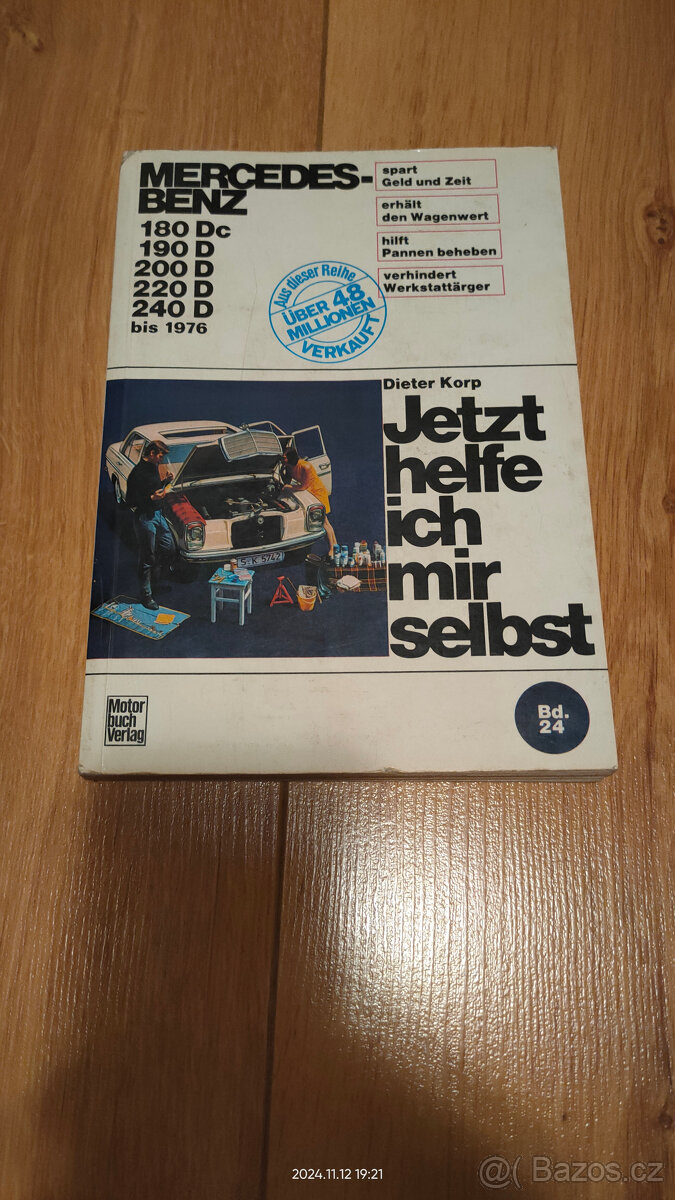 MERCEDES-
BENZ
180 Dc
190 D
200 D
220 D
240 D
bis 1976
spart
Geld und Zeit
erhält
den Wagenwert
hilft
Pannen beheben
verhindert
Werkstattärger
Aus dieser Reihe
ÜBER 48
MILLIONEN
VERKAUFT
Dieter Korp
Jetzt
helfe
ich
mir
selbst
S-K 5742
Motor
buch
Verlag
Bd.
24
2024.11.12 19:21
@ Bazos.cz